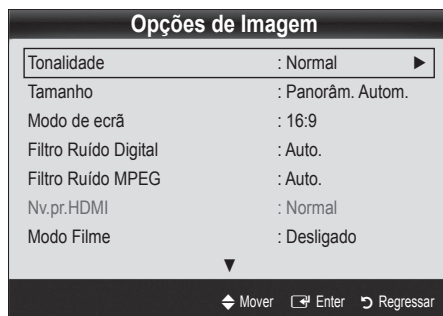 Opções de Imagem
Tonalidade : Normal ►
Tamanho : Panorâm. Autom.
Modo de ecrã : 16:9
Filtro Ruído Digital : Auto.
Filtro Ruído MPEG : Auto.
Nv.pr.HDMI : Normal
Modo Filme : Desligado
▼
Mover Enter Regressar